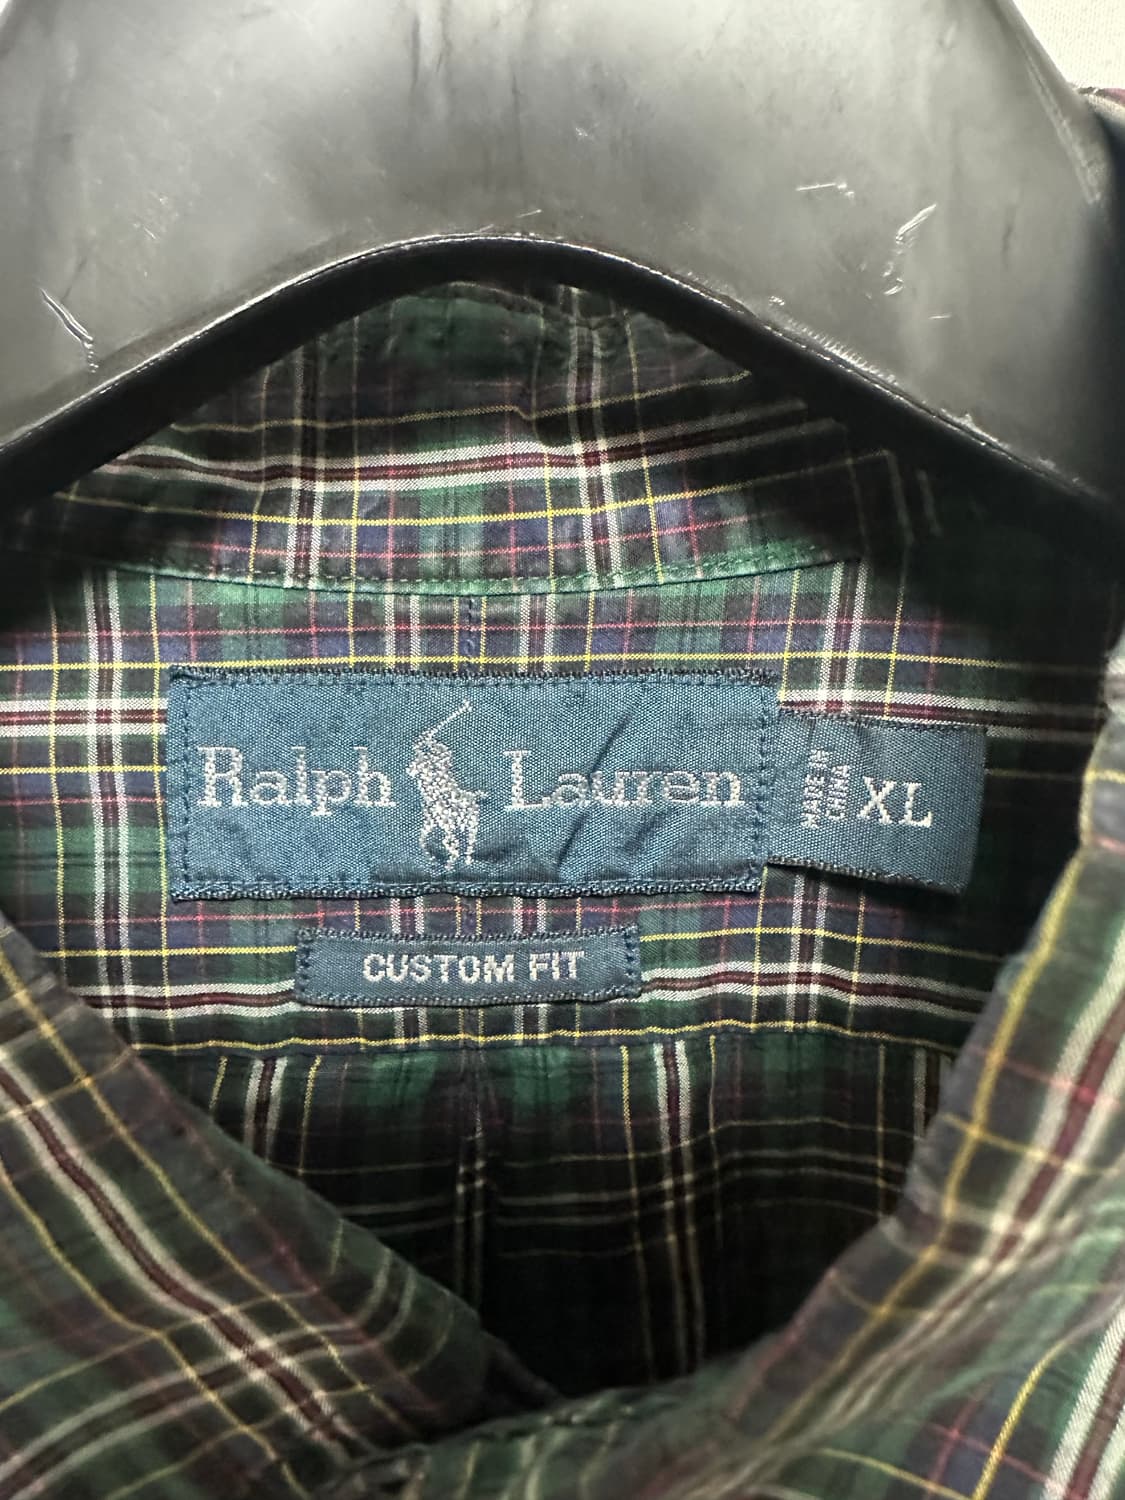 Ralph Lauren
MADE IN
CHINA
XL
CUSTOM FIT